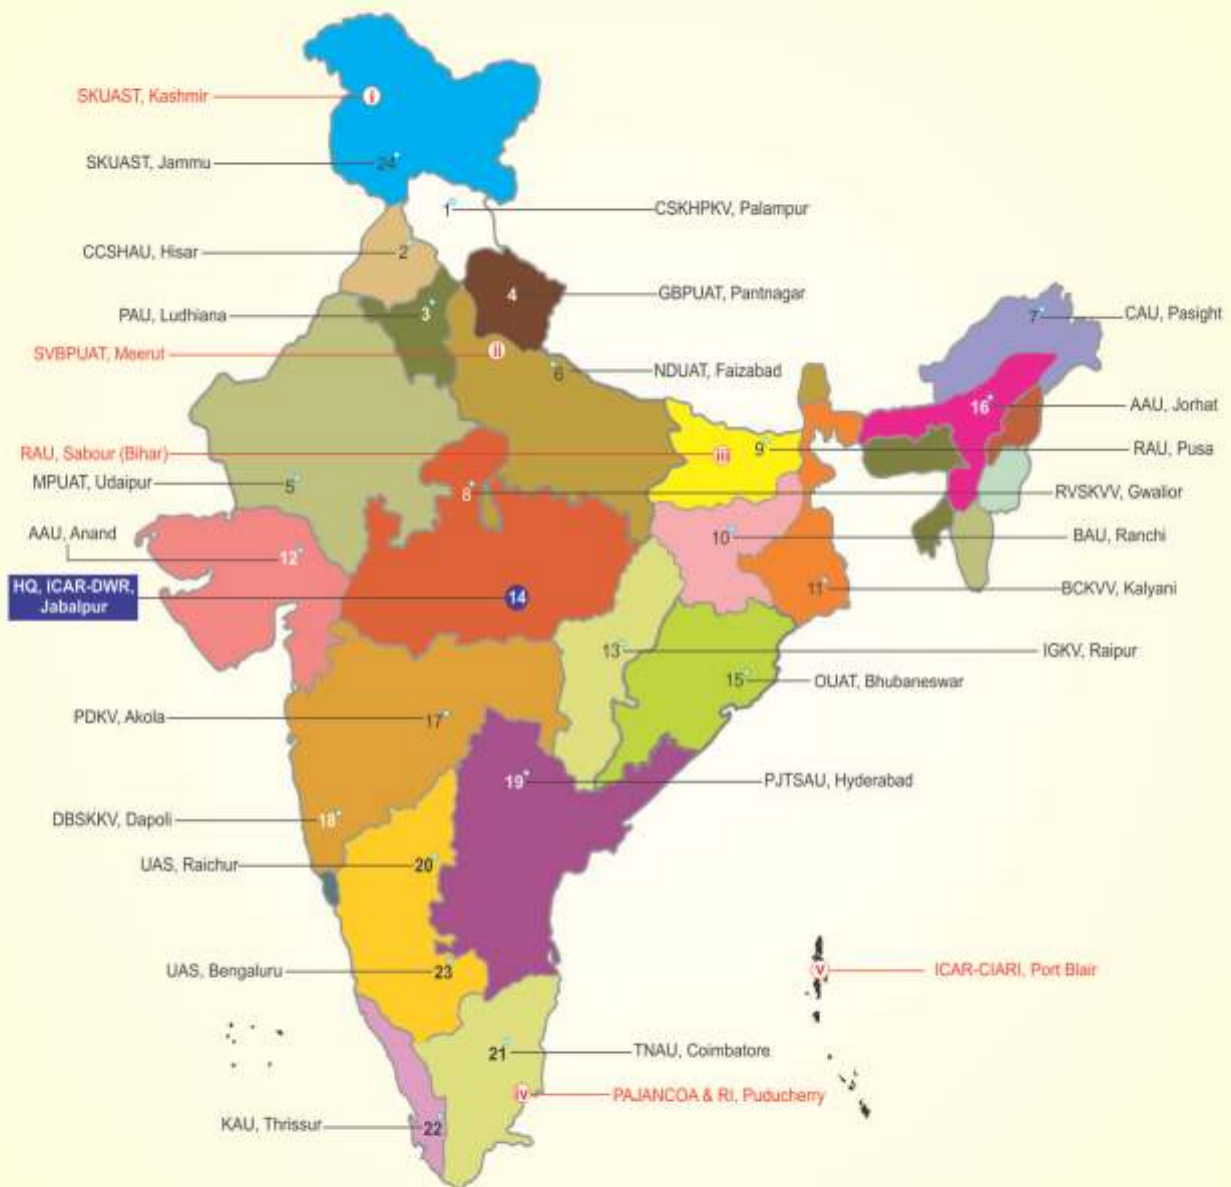 SKUAST, Kashmir
i
SKUAST, Jammu
24
1
CSKHPKV, Palampur
CCSHAU, Hisar
2
4
GBPUAT, Pantnagar
PAU, Ludhiana
3
7
CAU, Pasight
SVBPUAT, Meerut
ii
6
NDUAT, Faizabad
16
AAU, Jorhat
RAU, Sabour (Bihar)
iii
9
RAU, Pusa
MPUAT, Udaipur
5
8
RVSKVV, Gwalior
AAU, Anand
12
10
BAU, Ranchi
HQ, ICAR-DWR,
Jabalpur
14
11
BCKVV, Kalyani
13
IGKV, Raipur
15
OUAT, Bhubaneswar
PDKV, Akola
17
19
PJTSAU, Hyderabad
DBSKKV, Dapoli
18
UAS, Raichur
20
UAS, Bengaluru
23
v
ICAR-CIARI, Port Blair
21
TNAU, Coimbatore
iv
PAJANCOA & RI, Puducherry
KAU, Thrissur
22